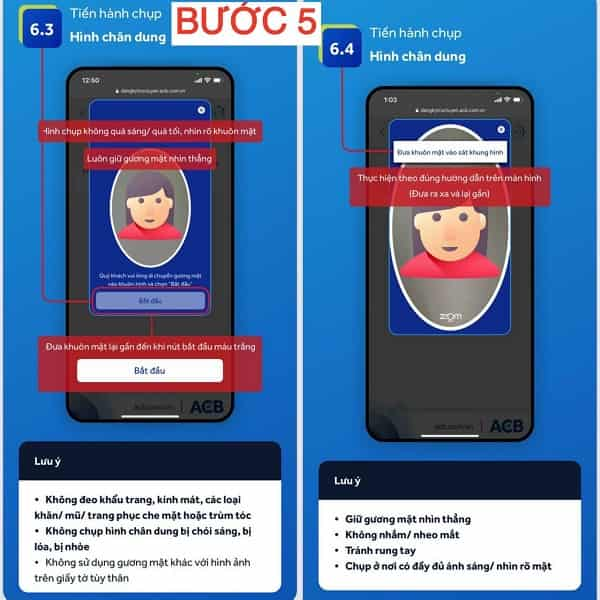 BƯỚC 5
6.3
Tiến hành chụp
Hình chân dung
12:50
dangkytructuyen.acb.com.vn
Hình chụp không quá sáng/ quá tối, nhìn rõ khuôn mặt
Luôn giữ gương mặt nhìn thẳng
Quý khách vui lòng di chuyển gương mặt
vào khuôn hình và chọn "Bắt đầu"
Bắt đầu
Đưa khuôn mặt lại gần đến khi nút bắt đầu màu trắng
Bắt đầu
acb.com.vn
ACB
Lưu ý
• Không đeo khẩu trang, kính mát, các loại
khăn/ mũ/ trang phục che mặt hoặc trùm tóc
• Không chụp hình chân dung bị chói sáng, bị
lóa, bị nhòe
• Không sử dụng gương mặt khác với hình ảnh
trên giấy tờ tùy thân
6.4
Tiến hành chụp
Hình chân dung
1:03
dangkytructuyen.acb.com.vn
Đưa khuôn mặt vào sát khung hình
Thực hiện theo đúng hướng dẫn trên màn hình
(Đưa ra xa và lại gần)
zoom
acb.com.vn
ACB
Lưu ý
• Giữ gương mặt nhìn thẳng
• Không nhắm/ nheo mắt
• Tránh rung tay
• Chụp ở nơi có đầy đủ ánh sáng/ nhìn rõ mặt